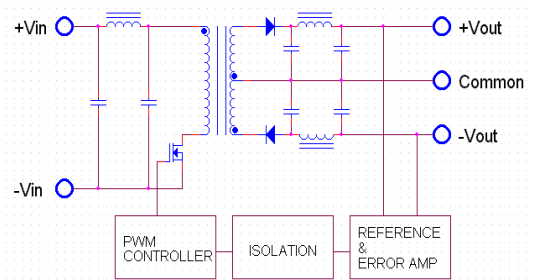 +Vin
+Vout
Common
-Vout
-Vin
PWM
CONTROLLER
ISOLATION
REFERENCE
&
ERROR AMP